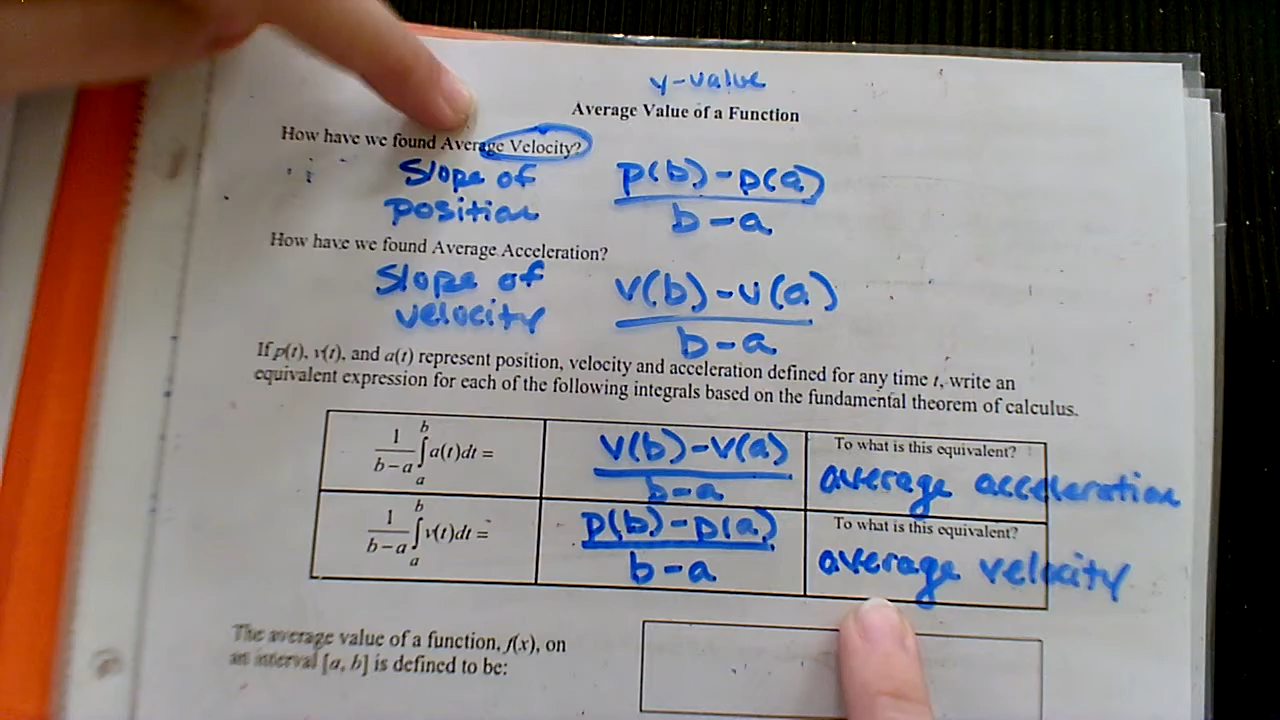 y-value
Average Value of a Function
How have we found Average Velocity?
Slope of
position
p(b)-p(a)
b-a
How have we found Average Acceleration?
Slope of
velocity
v(b)-v(a)
b-a
If p(t), v(t), and a(t) represent position, velocity and acceleration defined for any time t, write an
equivalent expression for each of the following integrals based on the fundamental theorem of calculus.
1/(b-a) ∫_a^b a(t)dt =
v(b)-v(a)
b-a
To what is this equivalent?
average acceleration
1/(b-a) ∫_a^b v(t)dt =
p(b)-p(a)
b-a
To what is this equivalent?
average velocity
The average value of a function, f(x), on
an interval [a, b] is defined to be: